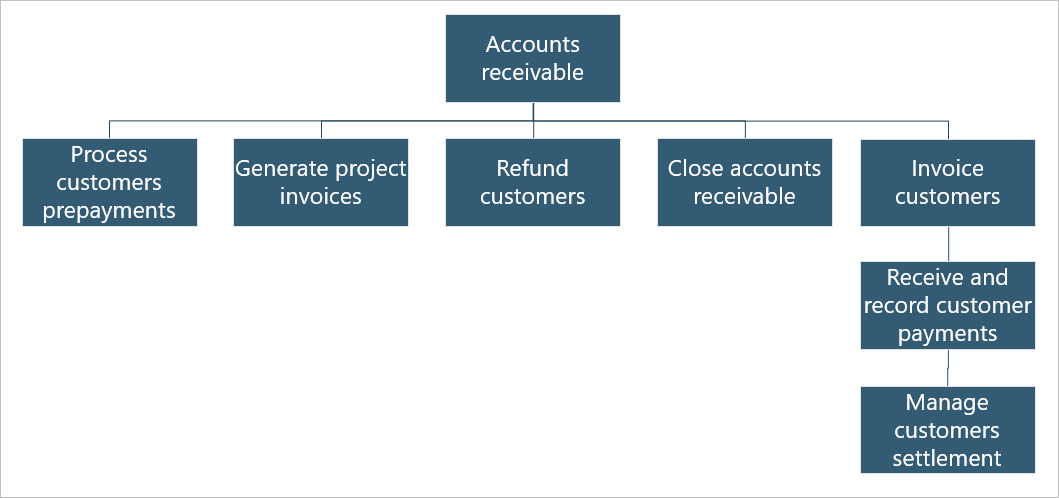 Accounts
receivable
Process
customers
prepayments
Generate project
invoices
Refund
customers
Close accounts
receivable
Invoice
customers
Receive and
record customer
payments
Manage
customers
settlement